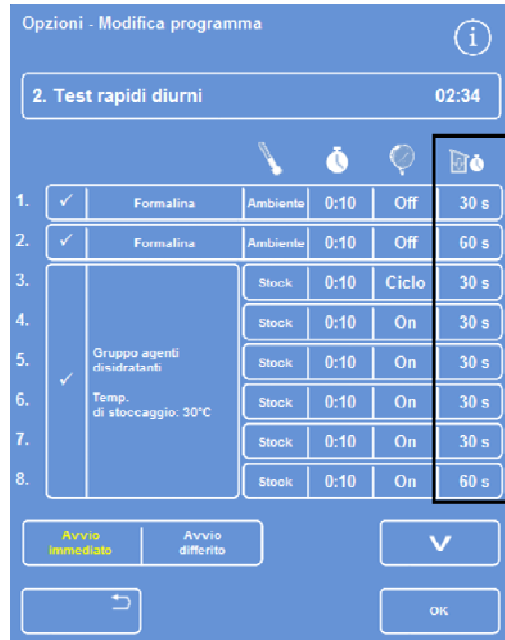 Opzioni - Modifica programma
i
2. Test rapidi diurni 02:34
1. Formalina Ambiente 0:10 Off 30 s
2. Formalina Ambiente 0:10 Off 60 s
3. Stock 0:10 Ciclo 30 s
4. Stock 0:10 On 30 s
5. Gruppo agenti Stock 0:10 On 30 s
disidratanti
6. Temp. Stock 0:10 On 30 s
di stoccaggio: 30°C
7. Stock 0:10 On 30 s
8. Stock 0:10 On 60 s
Avvio Avvio
immediato differito
OK